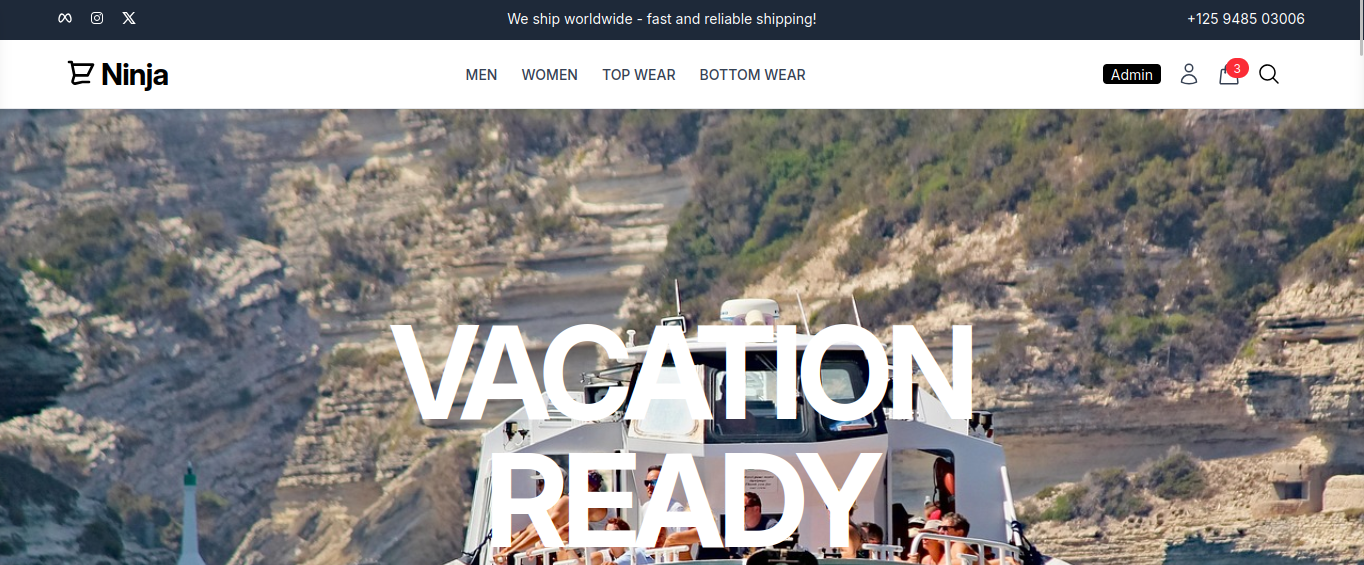 We ship worldwide - fast and reliable shipping!
+125 9485 03006
Ninja
MEN
WOMEN
TOP WEAR
BOTTOM WEAR
Admin
3
VACATION
READY